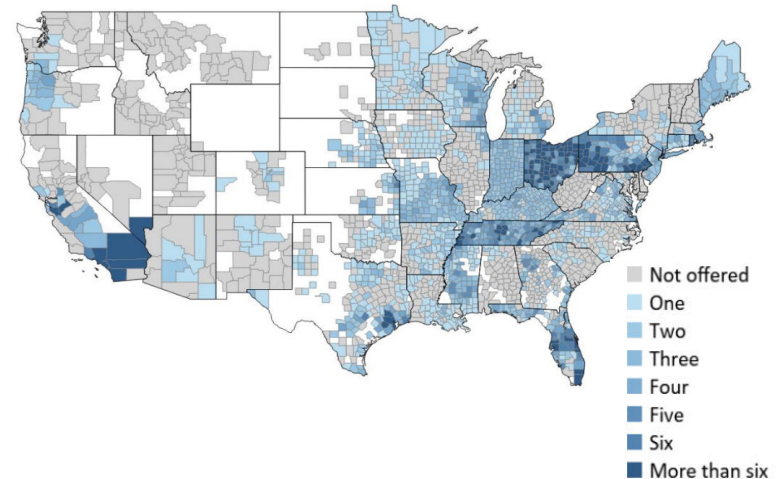 Not offered
One
Two
Three
Four
Five
Six
More than six